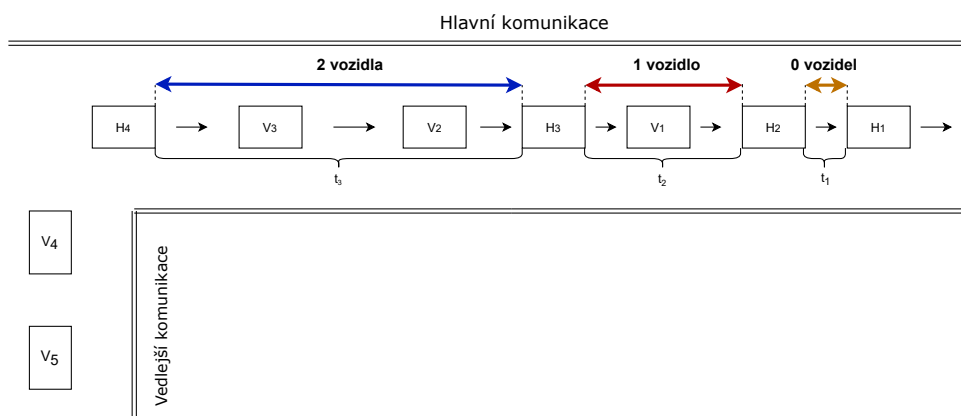 Hlavní komunikace
2 vozidla 1 vozidlo 0 vozidel
H4 V3 V2 H3 V1 H2 H1
t3 t2 t1
V4
V5
Vedlejší komunikace